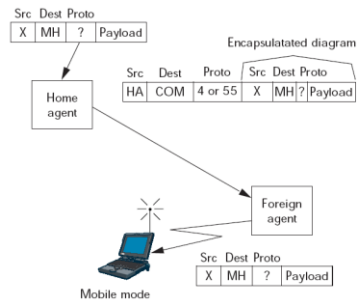 Src Dest Proto
X MH ? Payload
Encapsulatated diagram
Src Dest Proto Src Dest Proto
HA COM 4 or 55 X MH ? Payload
Home
agent
Foreign
agent
Src Dest Proto
X MH ? Payload
Mobile mode